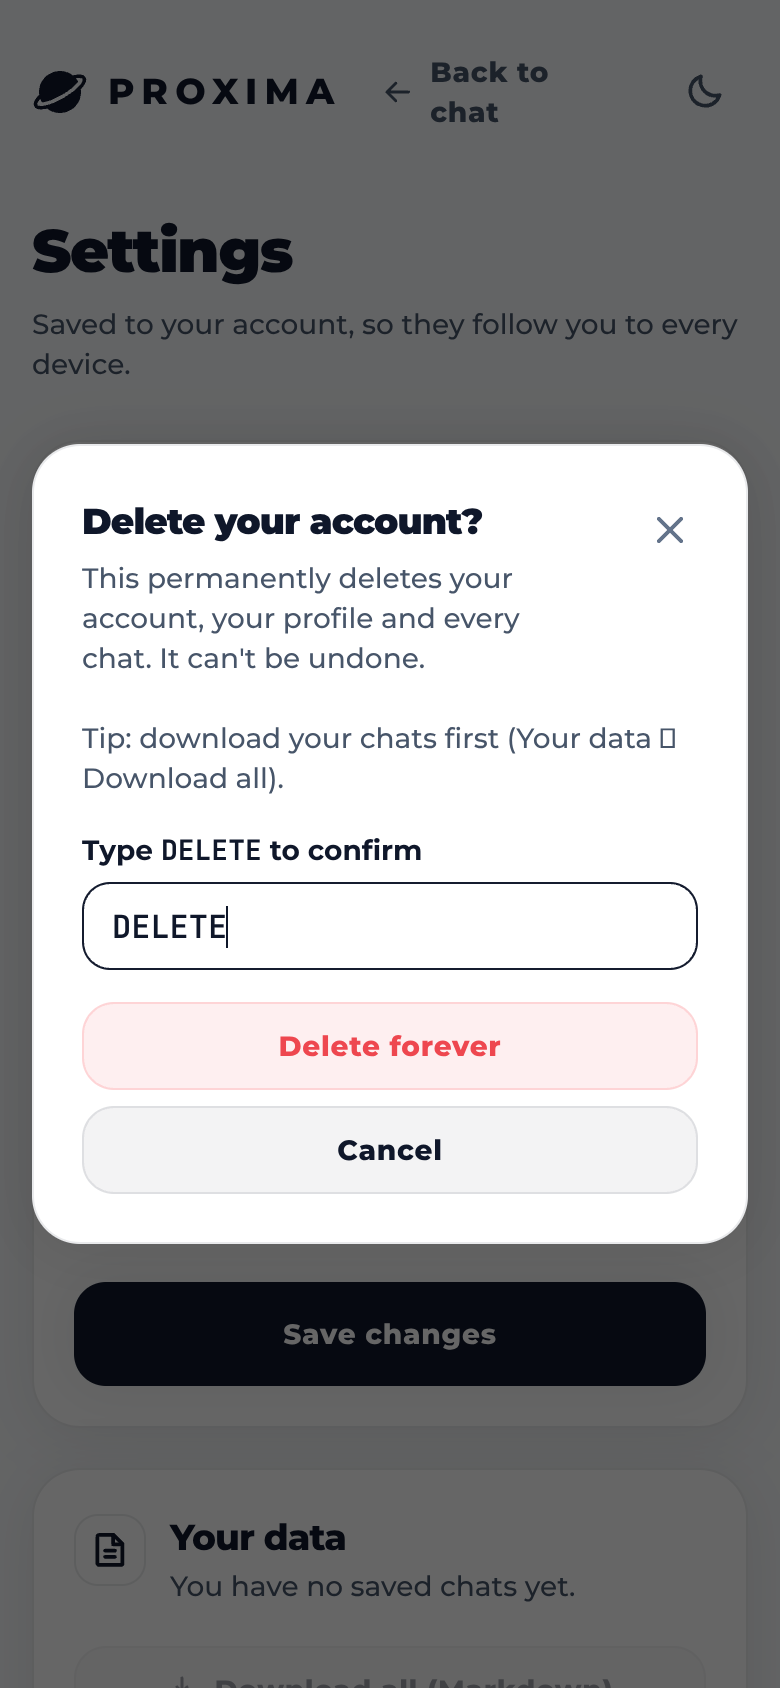 PROXIMA
Back to
chat
Settings
Saved to your account, so they follow you to every
device.
Delete your account?
This permanently deletes your
account, your profile and every
chat. It can't be undone.
Tip: download your chats first (Your data ▯
Download all).
Type DELETE to confirm
DELETE
Delete forever
Cancel
Save changes
Your data
You have no saved chats yet.
Download all (Markdown)